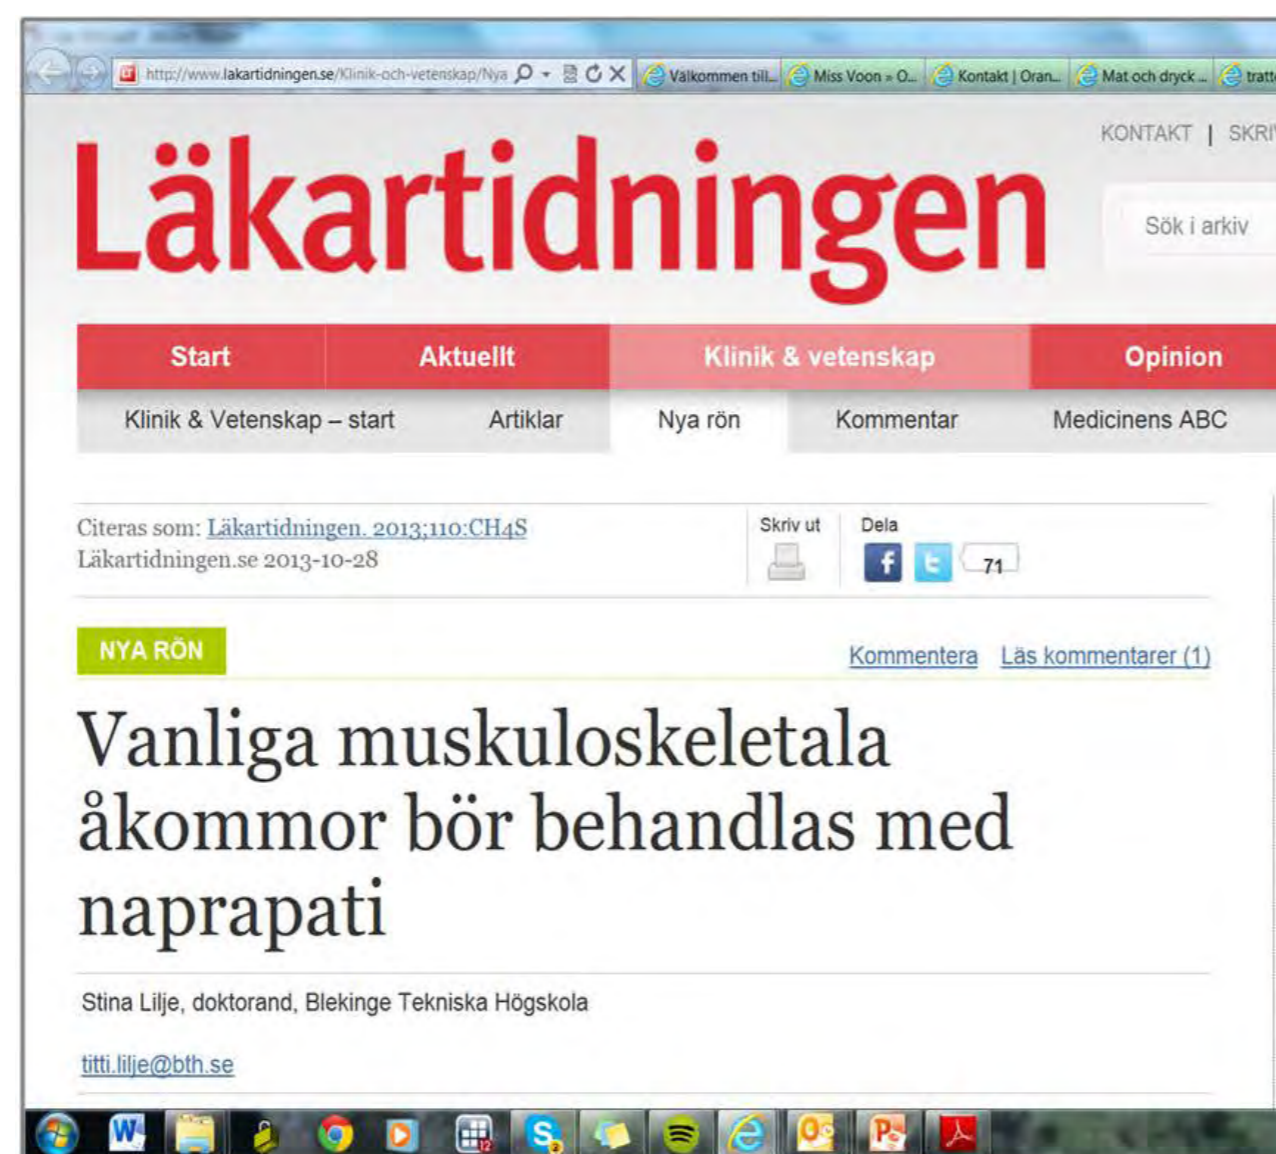 http://www.lakartidningen.se/Klinik-och-vetenskap/Nya
Välkommen till...
Miss Voon » O...
Kontakt | Oran...
Mat och dryck ...
tratt
Läkartidningen
KONTAKT | SKRIV
Sök i arkiv
Start Aktuellt Klinik & vetenskap Opinion
Klinik & Vetenskap – start Artiklar Nya rön Kommentar Medicinens ABC
Citeras som: Läkartidningen. 2013;110:CH4S
Läkartidningen.se 2013-10-28
Skriv ut
Dela
71
NYA RÖN
Kommentera Läs kommentarer (1)
Vanliga muskuloskeletala
åkommor bör behandlas med
naprapati
Stina Lilje, doktorand, Blekinge Tekniska Högskola
titti.lilje@bth.se